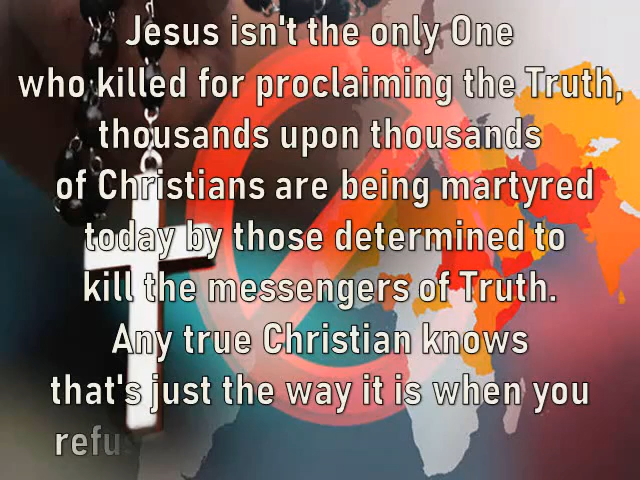 Jesus isn't the only One
who killed for proclaiming the Truth,
thousands upon thousands
of Christians are being martyred
today by those determined to
kill the messengers of Truth.
Any true Christian knows
that's just the way it is when you